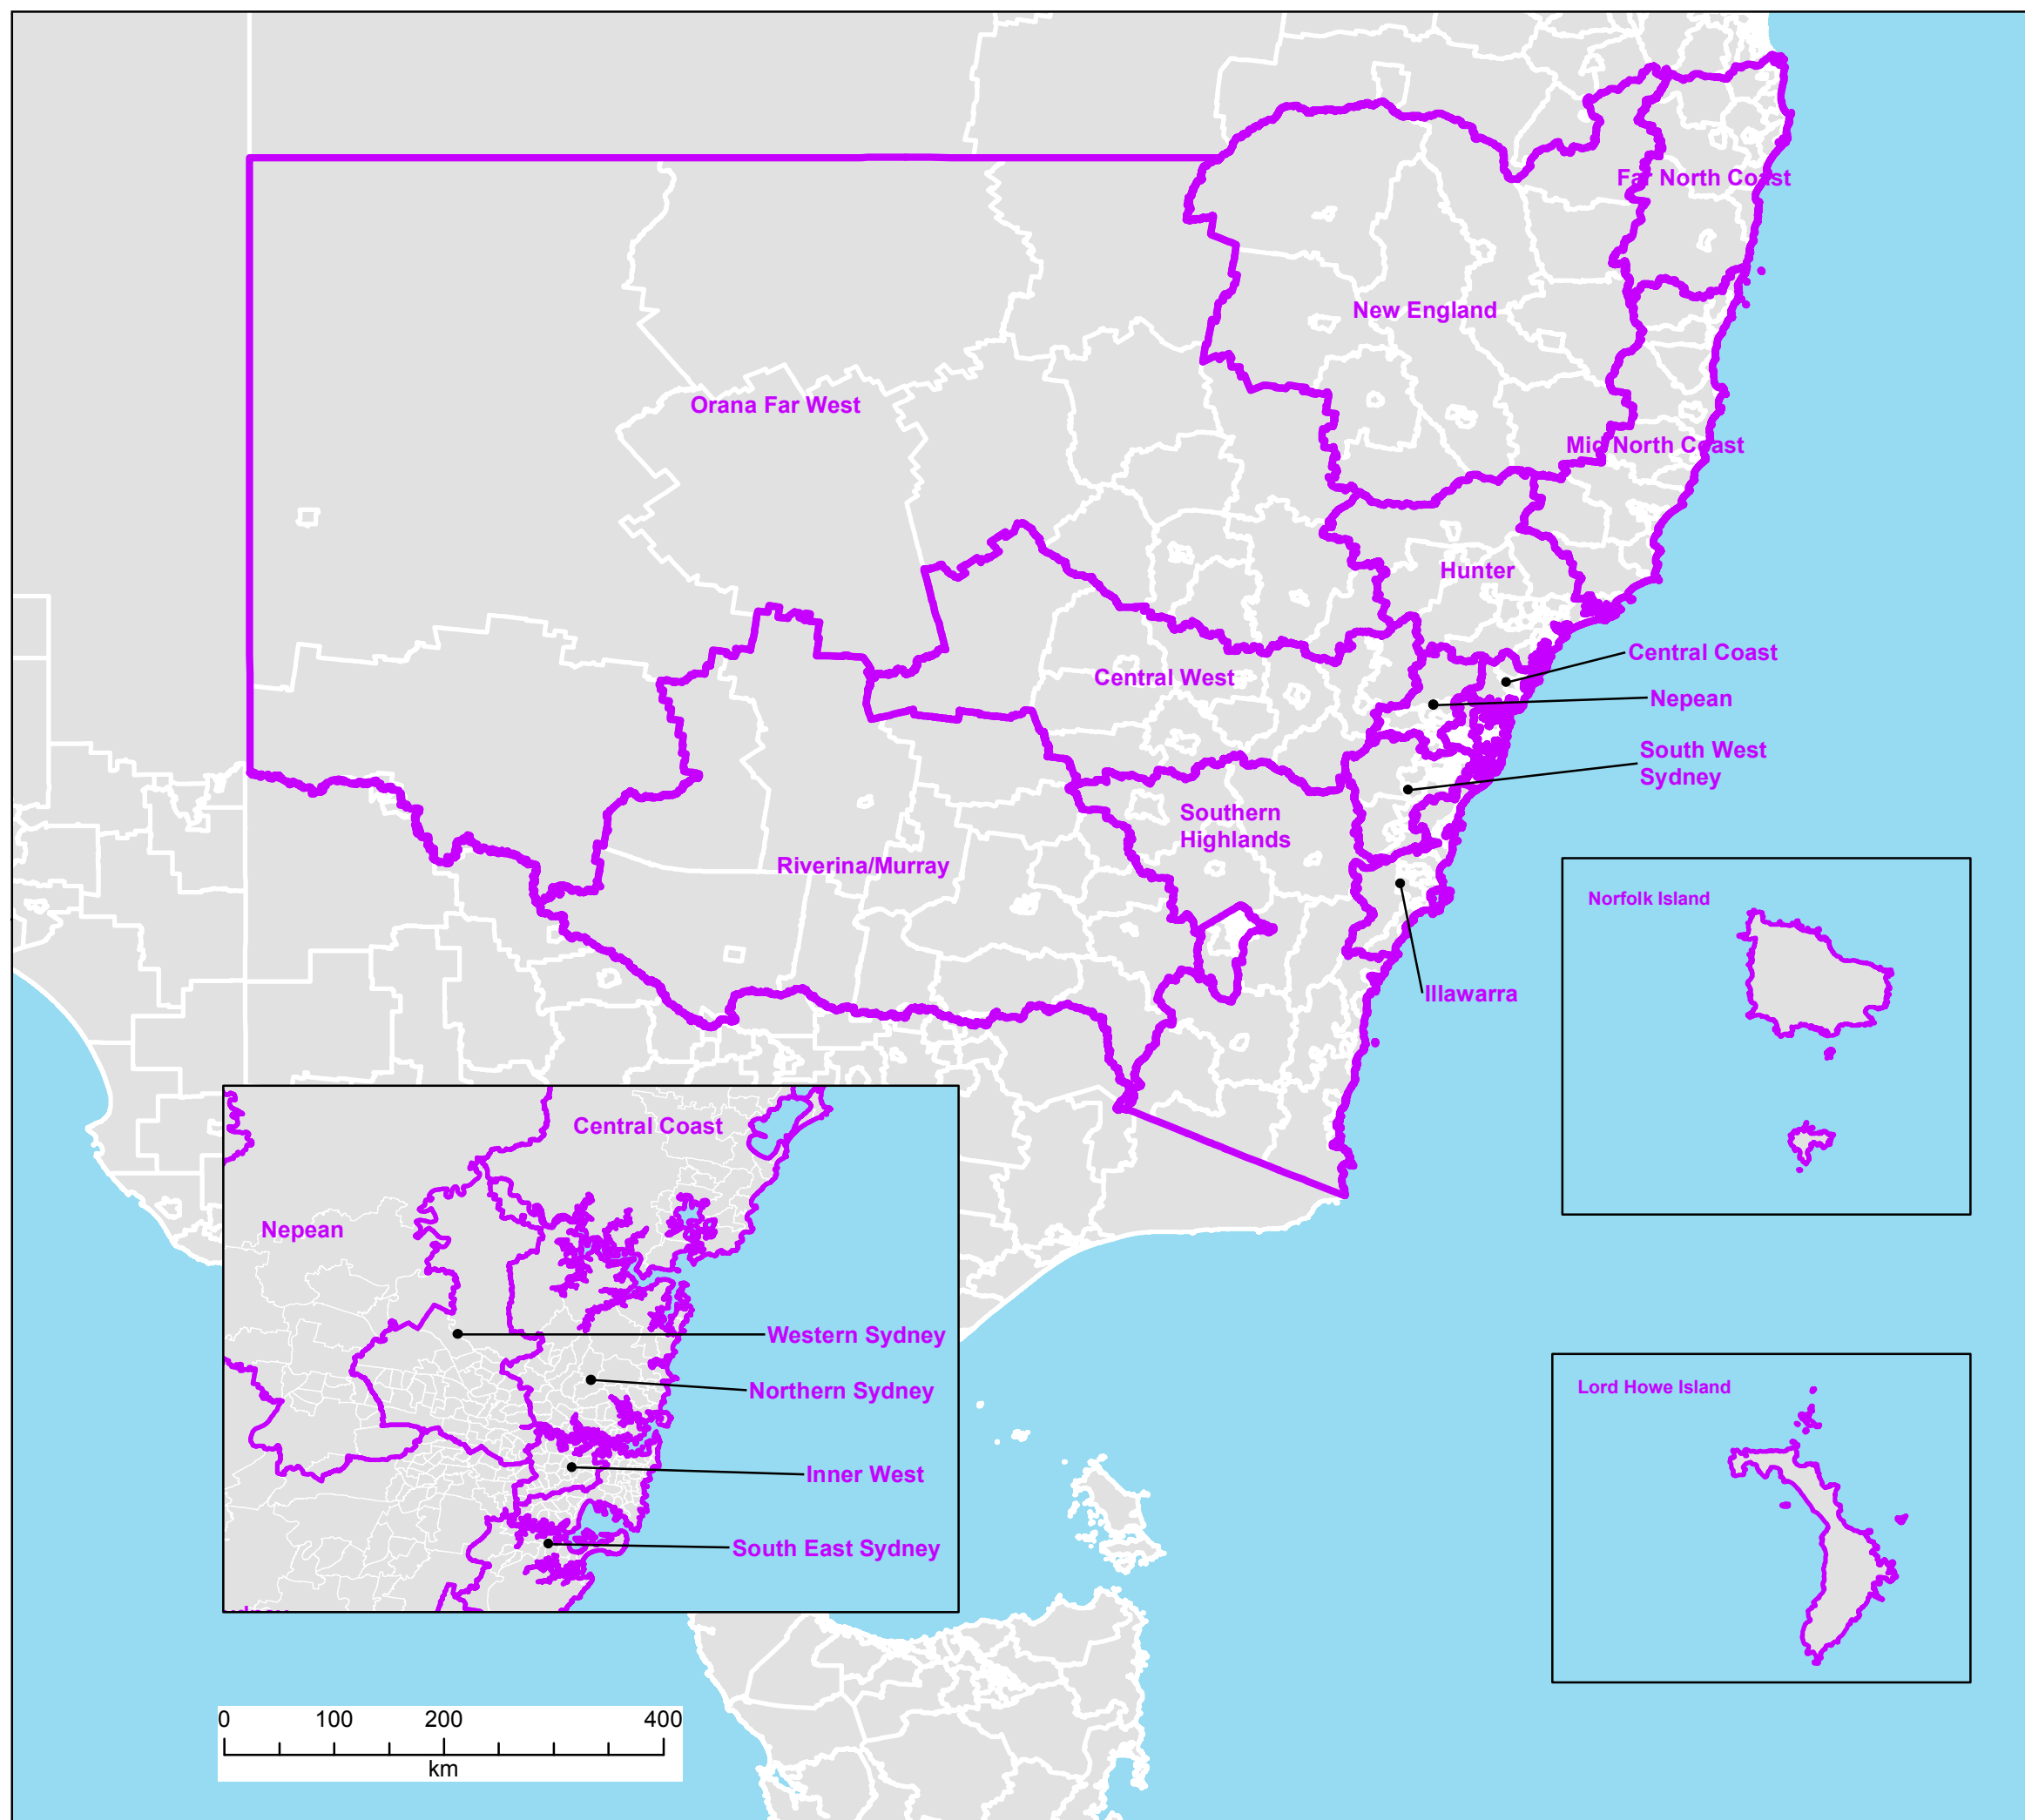 Far North Coast
New England
Orana Far West
Mid North Coast
Hunter
Central Coast
Central West
Nepean
South West
Sydney
Southern
Highlands
Riverina/Murray
Norfolk Island
Illawarra
Central Coast
Nepean
Western Sydney
Northern Sydney
Lord Howe Island
Inner West
South East Sydney
0 100 200 400
km